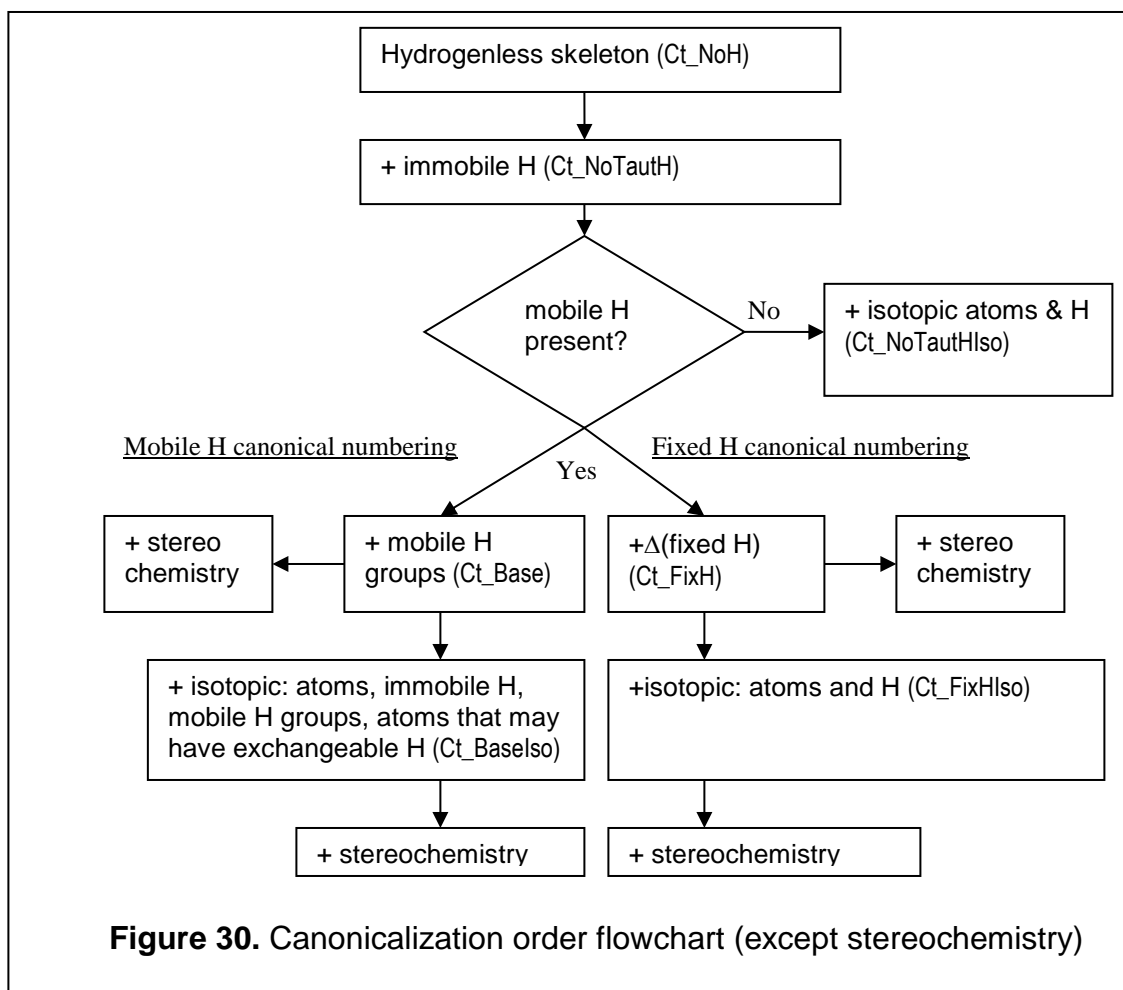 Hydrogenless skeleton (Ct_NoH)
+ immobile H (Ct_NoTautH)
mobile H
present?
No
+ isotopic atoms & H
(Ct_NoTautHIso)
Mobile H canonical numbering
Fixed H canonical numbering
Yes
+ stereo
chemistry
+ mobile H
groups (Ct_Base)
+Δ(fixed H)
(Ct_FixH)
+ stereo
chemistry
+ isotopic: atoms, immobile H,
mobile H groups, atoms that may
have exchangeable H (Ct_BaseIso)
+isotopic: atoms and H (Ct_FixHIso)
+ stereochemistry
+ stereochemistry
Figure 30. Canonicalization order flowchart (except stereochemistry)